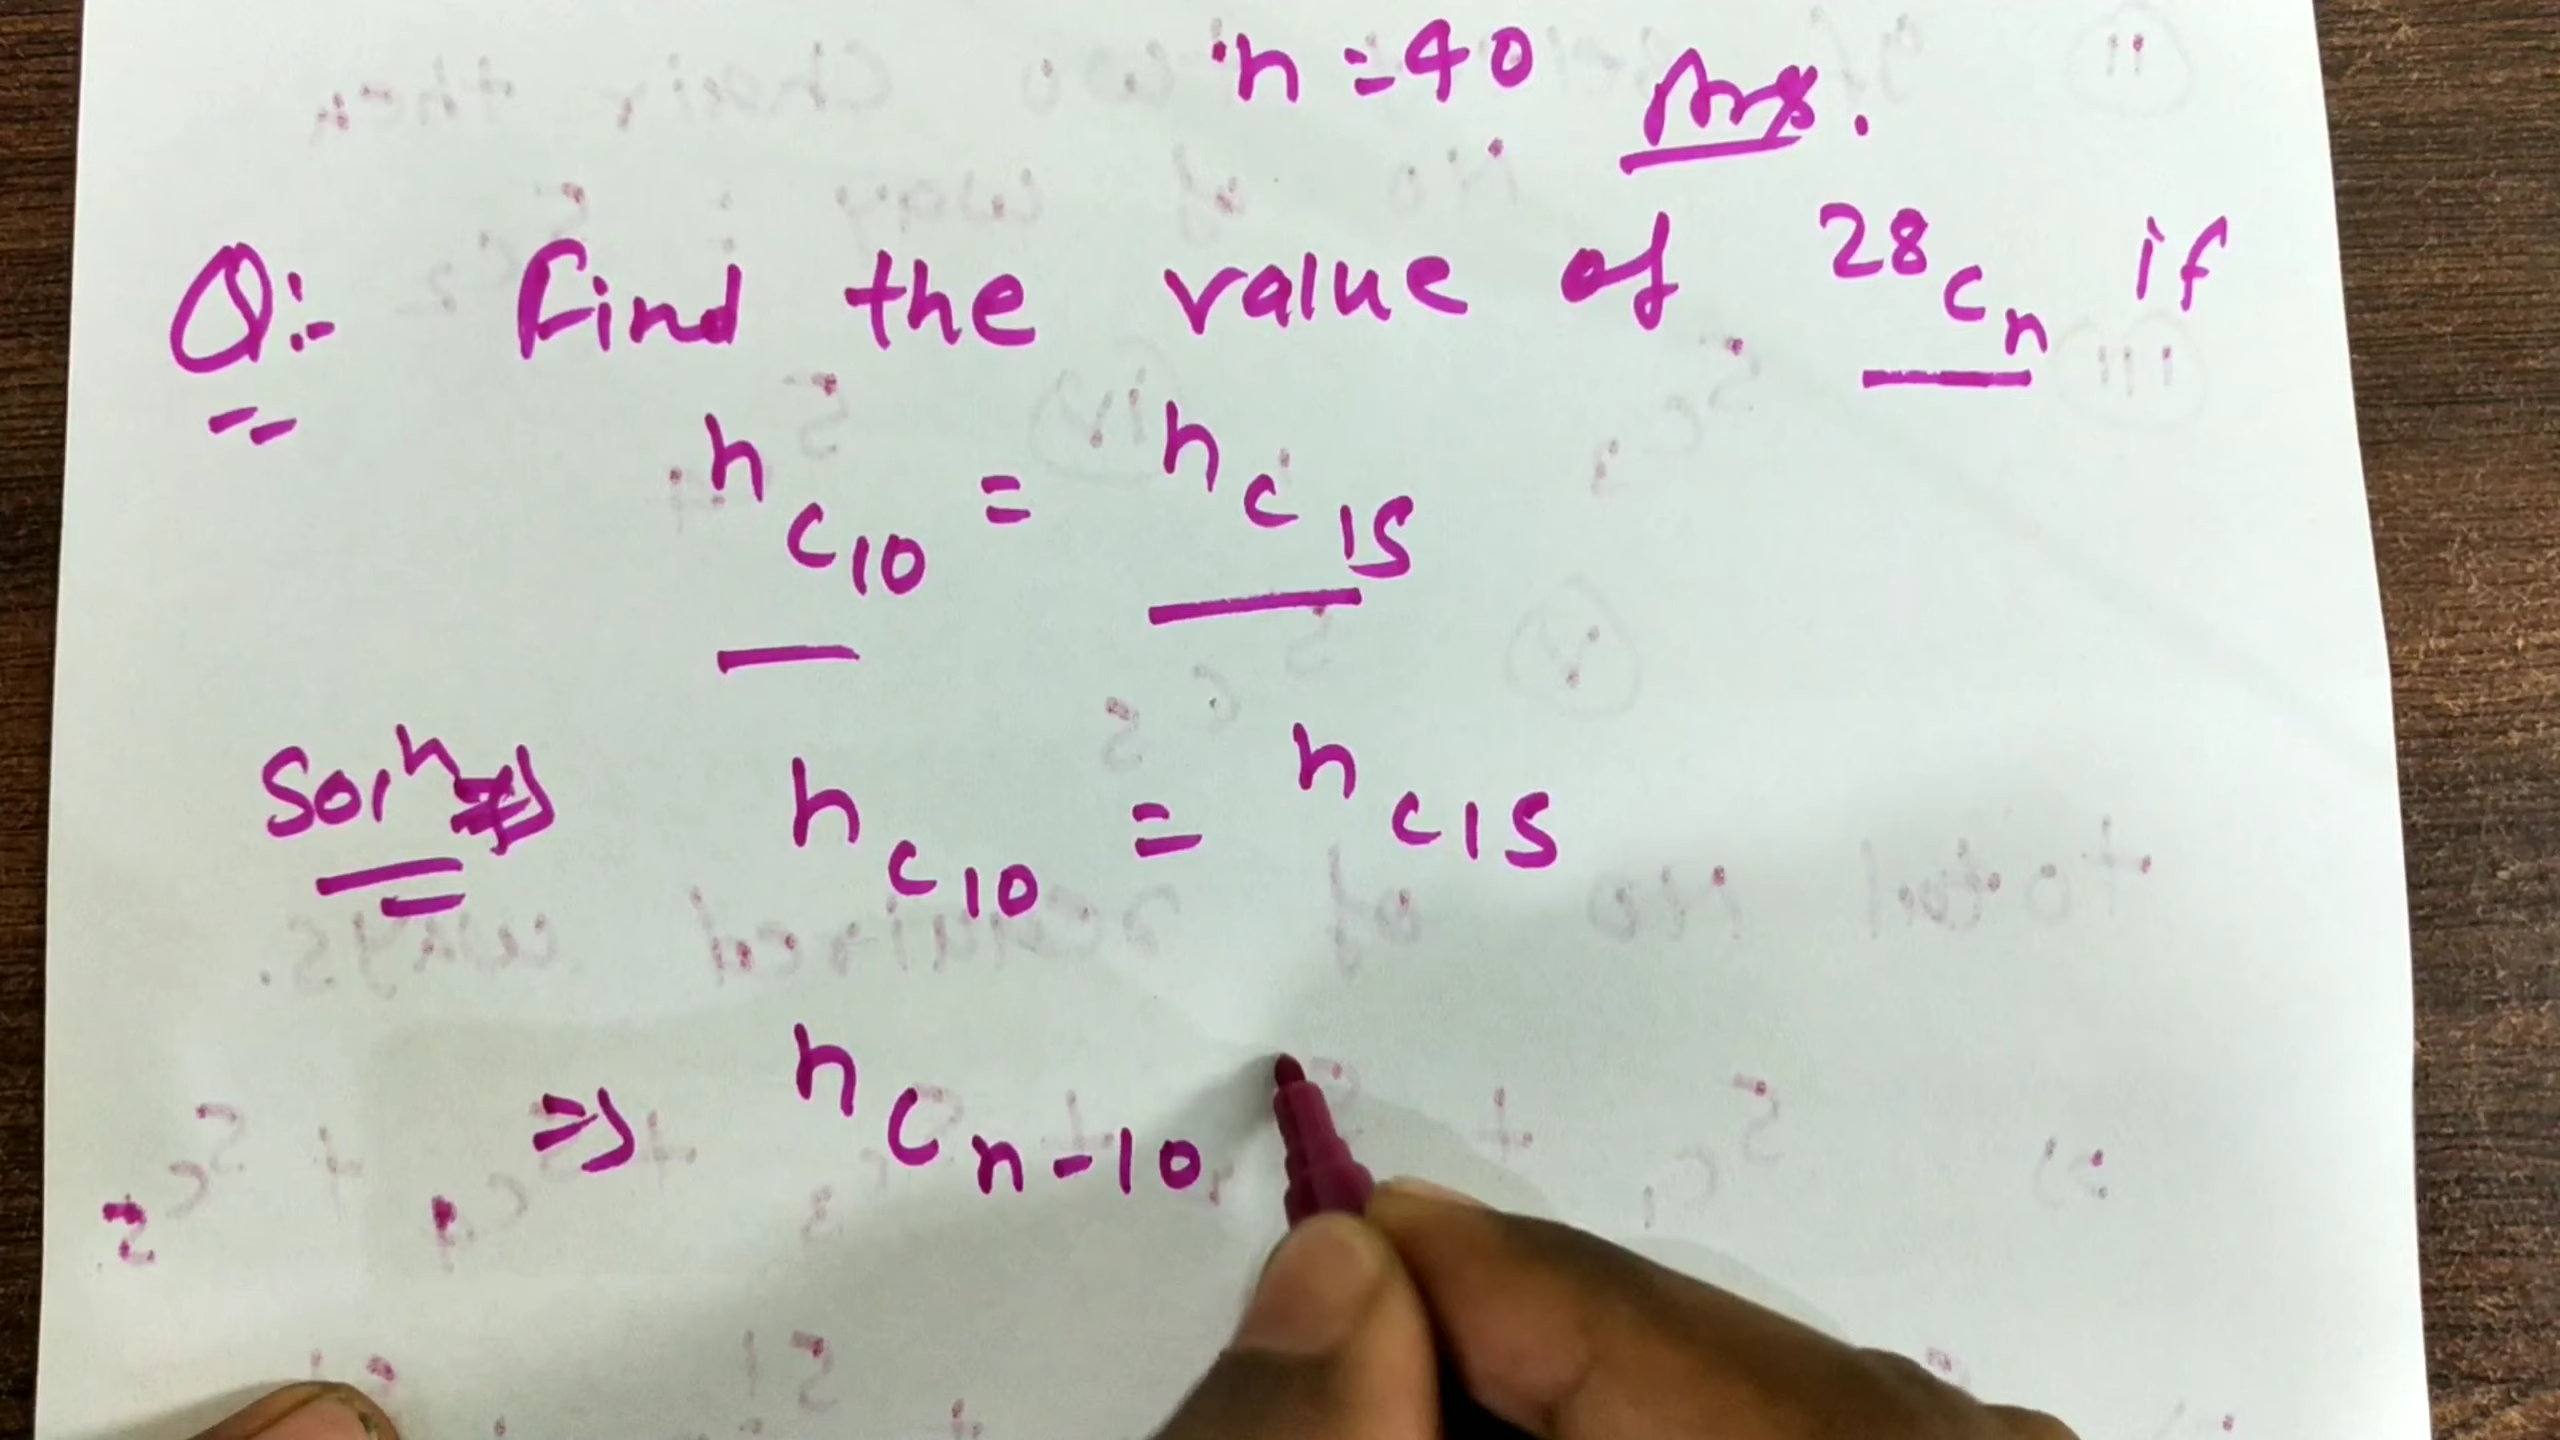 n = 40 Ans.
Q:- Find the value of ²⁸Cₙ if
ⁿC₁₀ = ⁿC₁₅
Solⁿ ⇒ ⁿC₁₀ = ⁿC₁₅
⇒ ⁿCₙ₋₁₀